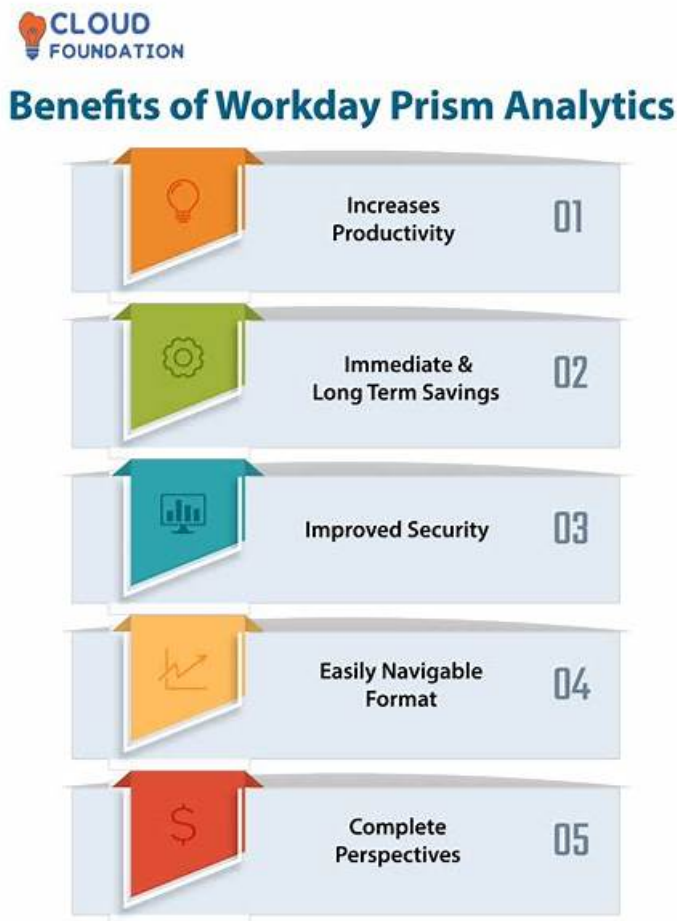 CLOUD
FOUNDATION
Benefits of Workday Prism Analytics
Increases
Productivity
01
Immediate &
Long Term Savings
02
Improved Security
03
Easily Navigable
Format
04
$
Complete
Perspectives
05